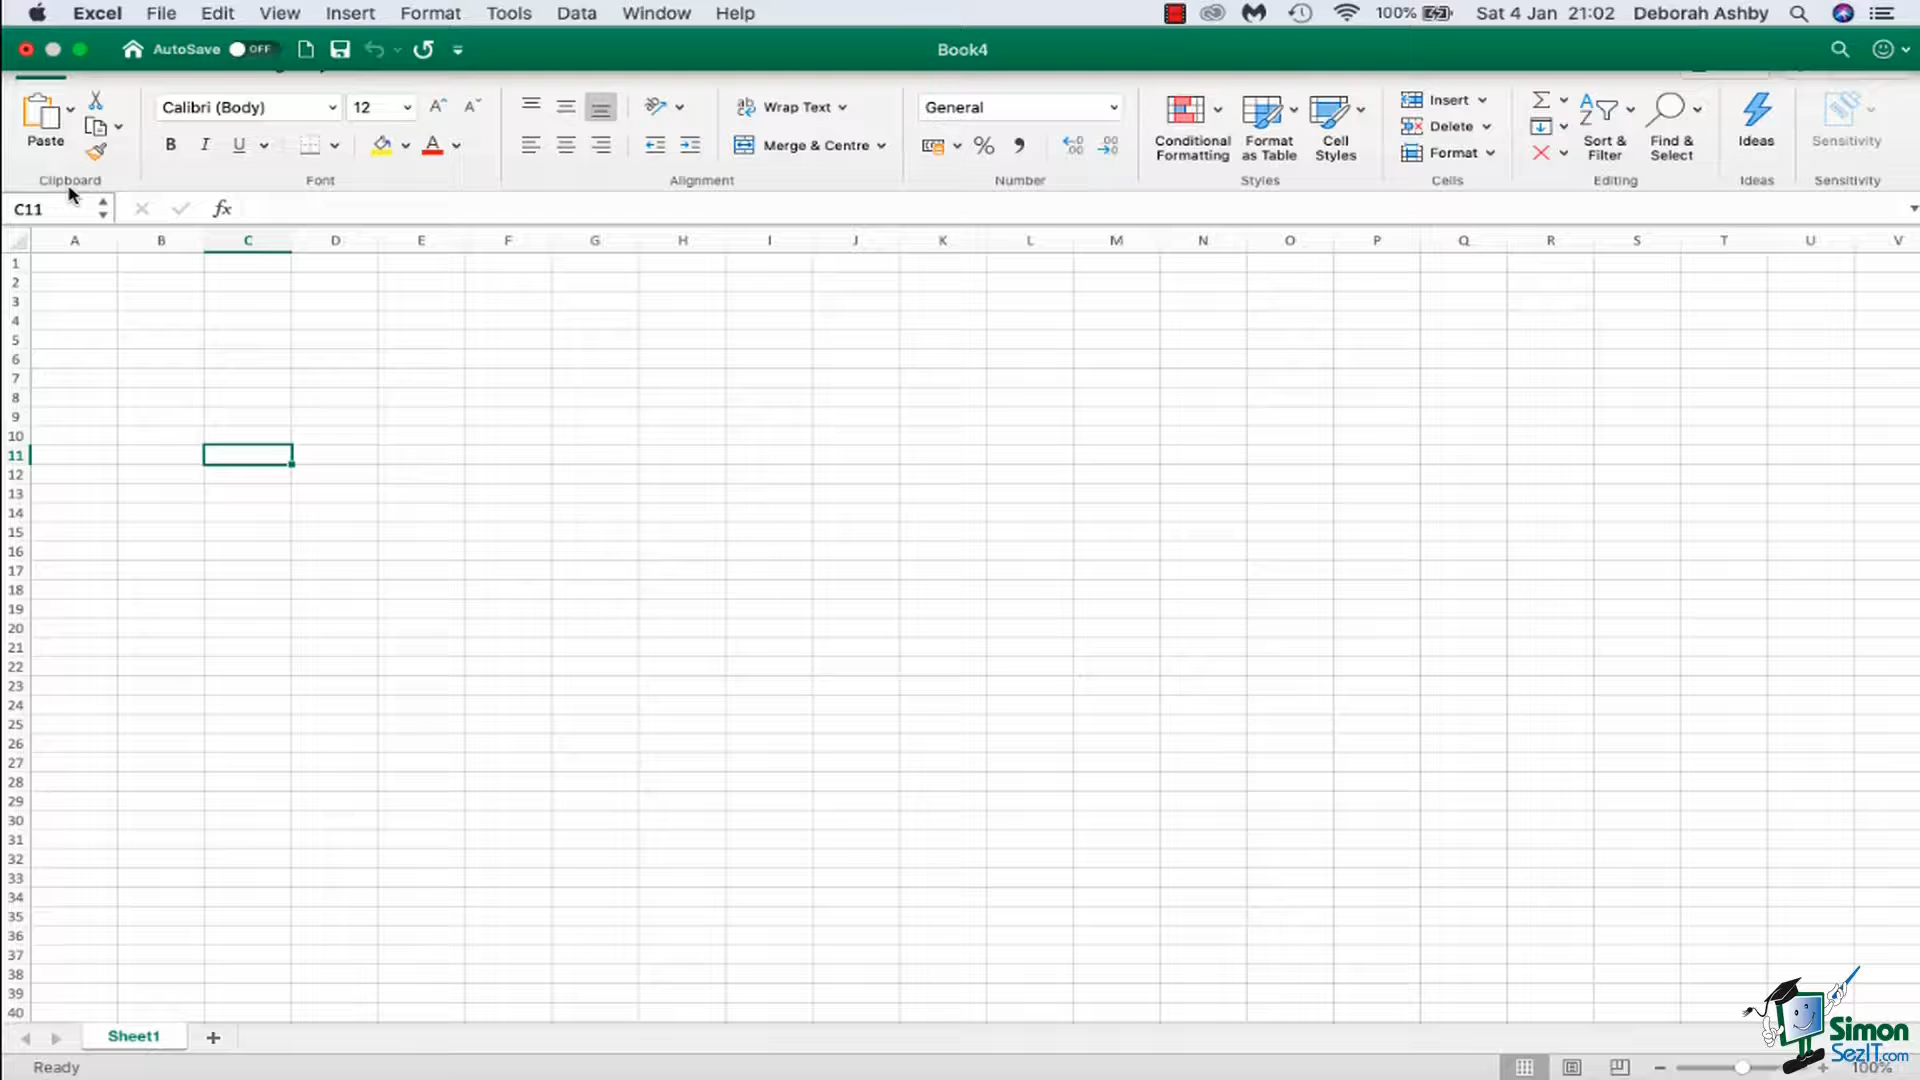 Excel File Edit View Insert Format Tools Data Window Help 100% Sat 4 Jan 21:02 Deborah Ashby
AutoSave OFF Book4
Paste
Calibri (Body) 12
B I U A
Wrap Text
Merge & Centre
General
%
Conditional Formatting
Format as Table
Cell Styles
Insert
Delete
Format
Sort & Filter
Find & Select
Ideas
Sensitivity
Clipboard Font Alignment Number Styles Cells Editing Ideas Sensitivity
C11 fx
A B C D E F G H I J K L M N O P Q R S T U V
1
2
3
4
5
6
7
8
9
10
11
12
13
14
15
16
17
18
19
20
21
22
23
24
25
26
27
28
29
30
31
32
33
34
35
36
37
38
39
40
Sheet1
Ready 100%
Simon
SezIT.com